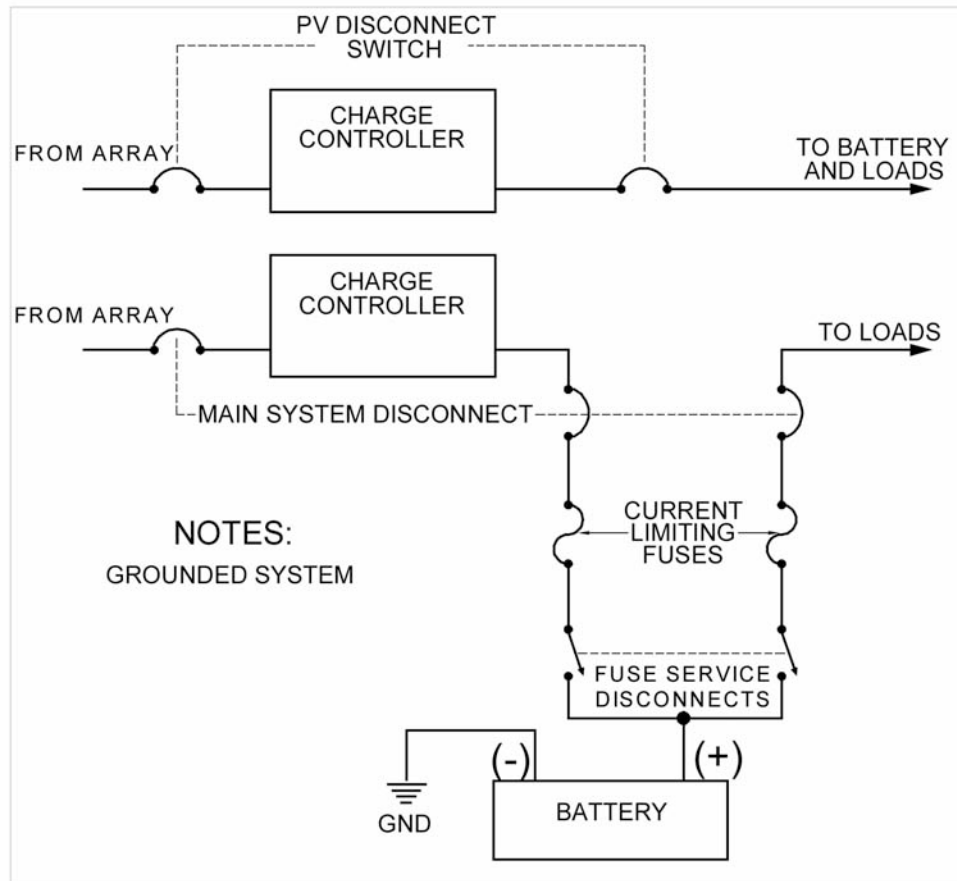 PV DISCONNECT
SWITCH
CHARGE
CONTROLLER
FROM ARRAY
TO BATTERY
AND LOADS
CHARGE
CONTROLLER
FROM ARRAY
TO LOADS
MAIN SYSTEM DISCONNECT
CURRENT
LIMITING
FUSES
NOTES:
GROUNDED SYSTEM
FUSE SERVICE
DISCONNECTS
(-)
(+)
GND
BATTERY